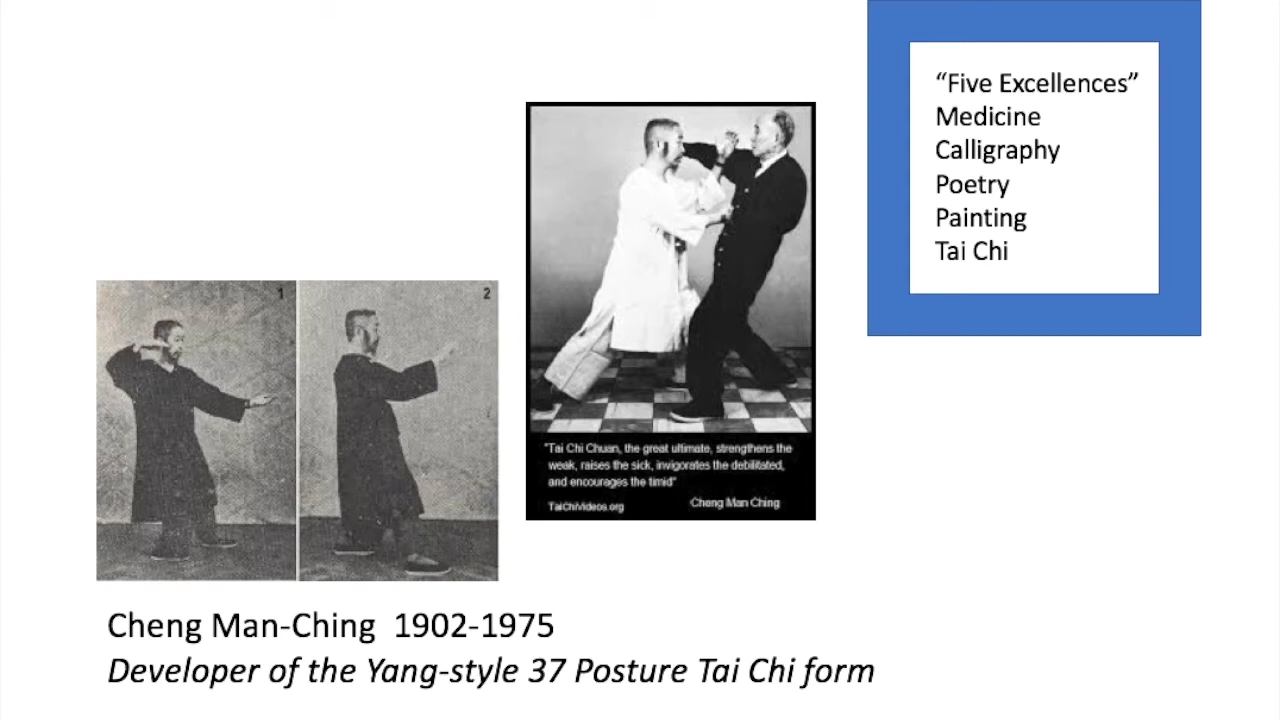 “Five Excellences”
Medicine
Calligraphy
Poetry
Painting
Tai Chi
1
2
"Tai Chi Chuan, the great ultimate, strengthens the
weak, raises the sick, invigorates the debilitated,
and encourages the timid"
Cheng Man Ching
TaiChiVideos.org
Cheng Man-Ching 1902-1975
Developer of the Yang-style 37 Posture Tai Chi form